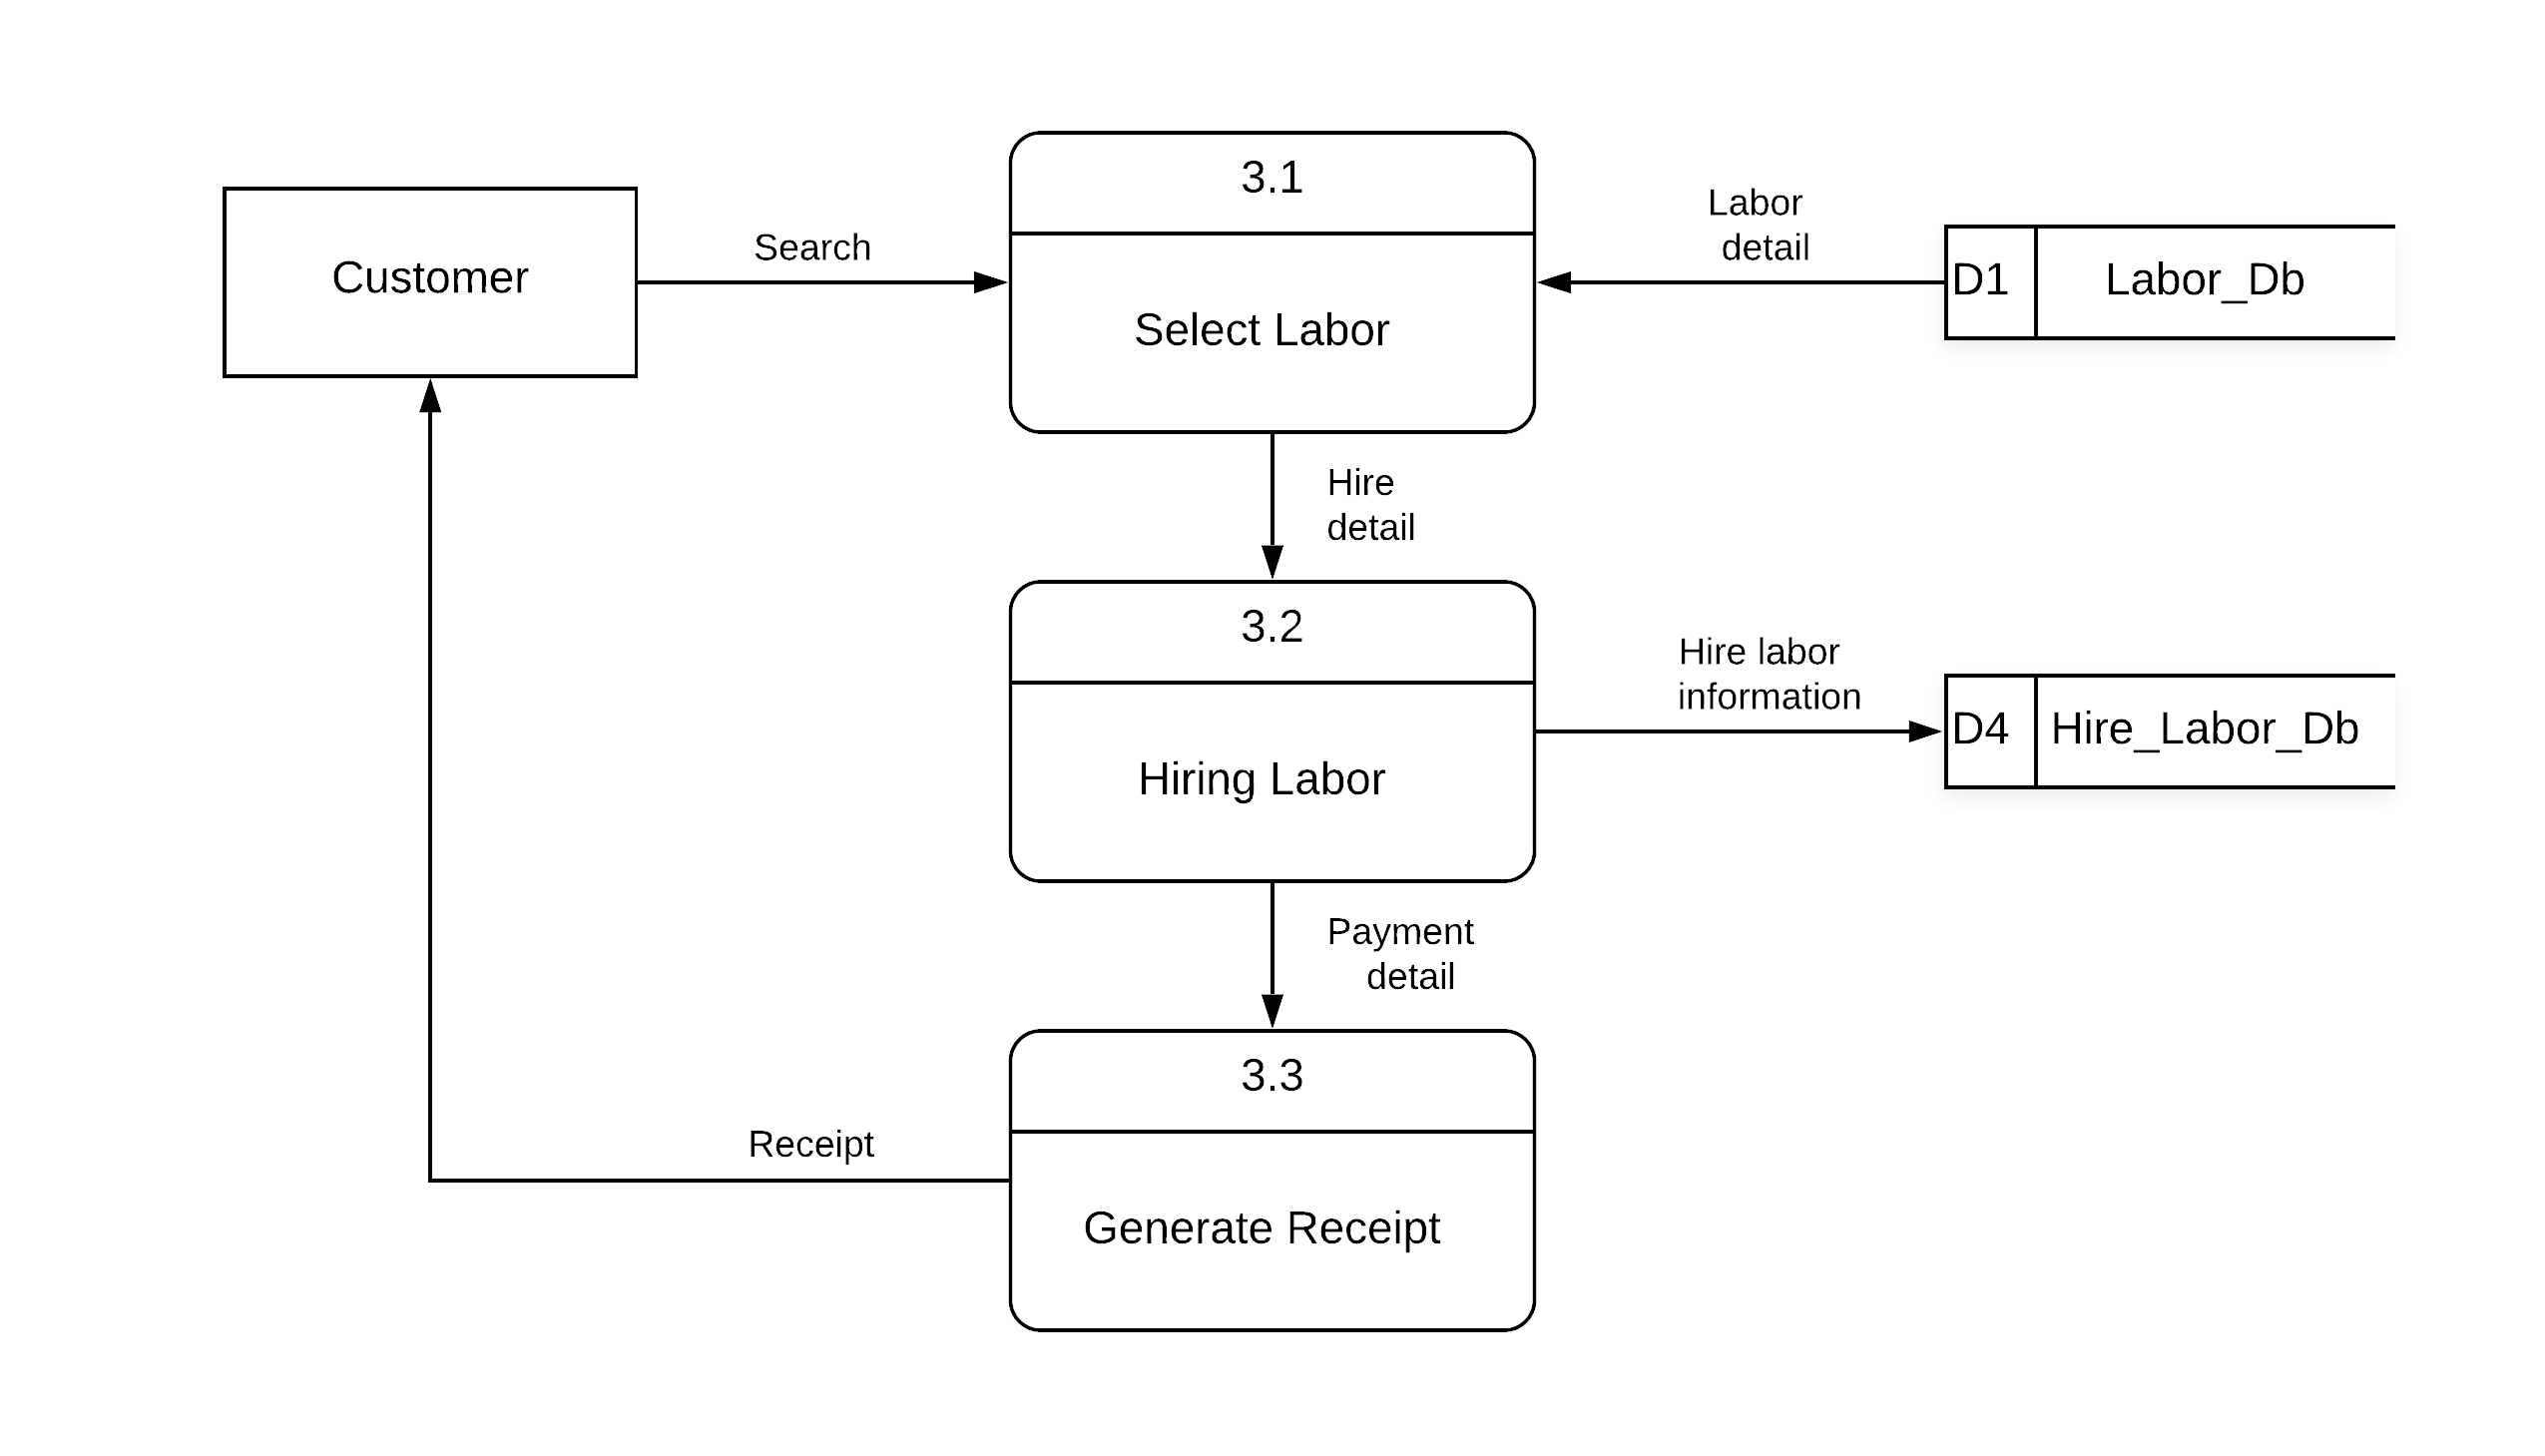 3.1
Customer
Search
Select Labor
Labor
detail
D1
Labor_Db
Hire
detail
3.2
Hiring Labor
Hire labor
information
D4
Hire_Labor_Db
Payment
detail
3.3
Generate Receipt
Receipt